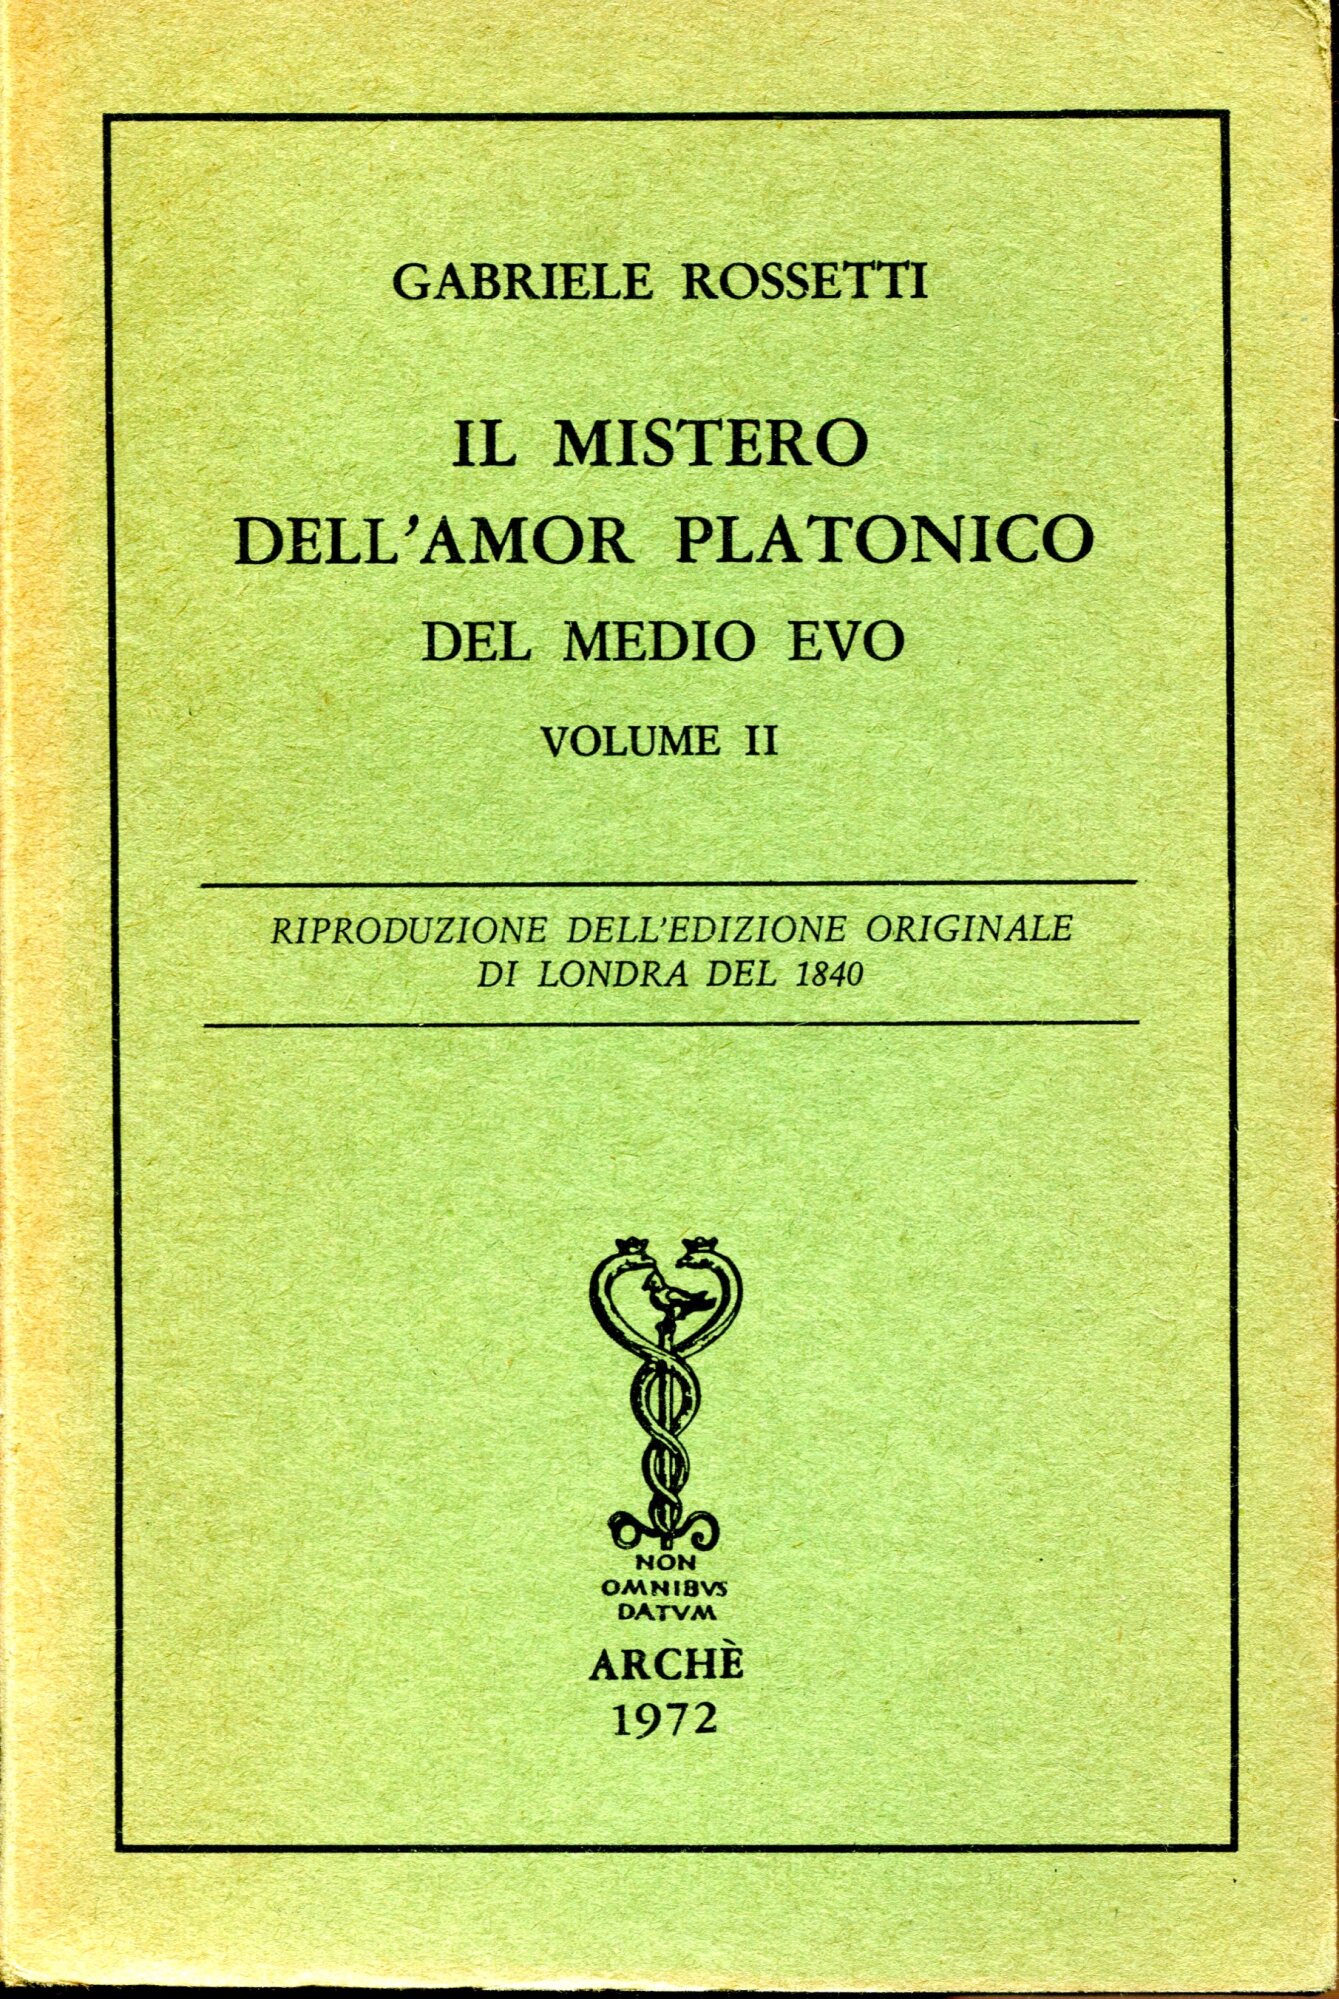 GABRIELE ROSSETTI
IL MISTERO
DELL'AMOR PLATONICO
DEL MEDIO EVO
VOLUME II
RIPRODUZIONE DELL'EDIZIONE ORIGINALE
DI LONDRA DEL 1840
NON
OMNIBVS
DATVM
ARCHÈ
1972